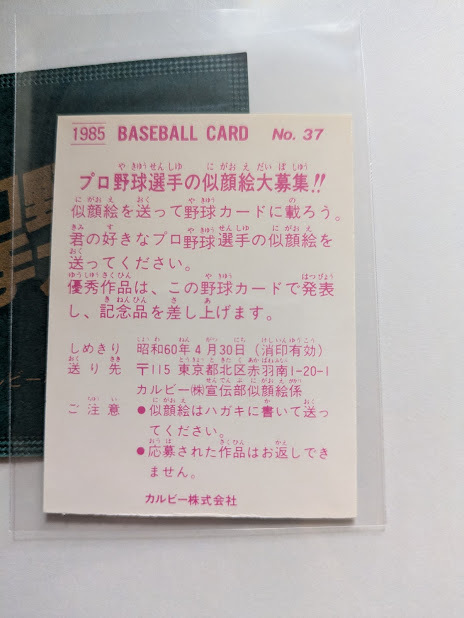 1985 BASEBALL CARD No. 37
プロ野球選手の似顔絵大募集!!
似顔絵を送って野球カードに載ろう。
君の好きなプロ野球選手の似顔絵を
送ってください。
優秀作品は、この野球カードで発表
し、記念品を差し上げます。
しめきり 昭和60年4月30日(消印有効)
送り先 〒115 東京都北区赤羽南1-20-1
カルビー㈱宣伝部似顔絵係
ご注意 ●似顔絵はハガキに書いて送っ
てください。
●応募された作品はお返しでき
ません。
カルビー株式会社